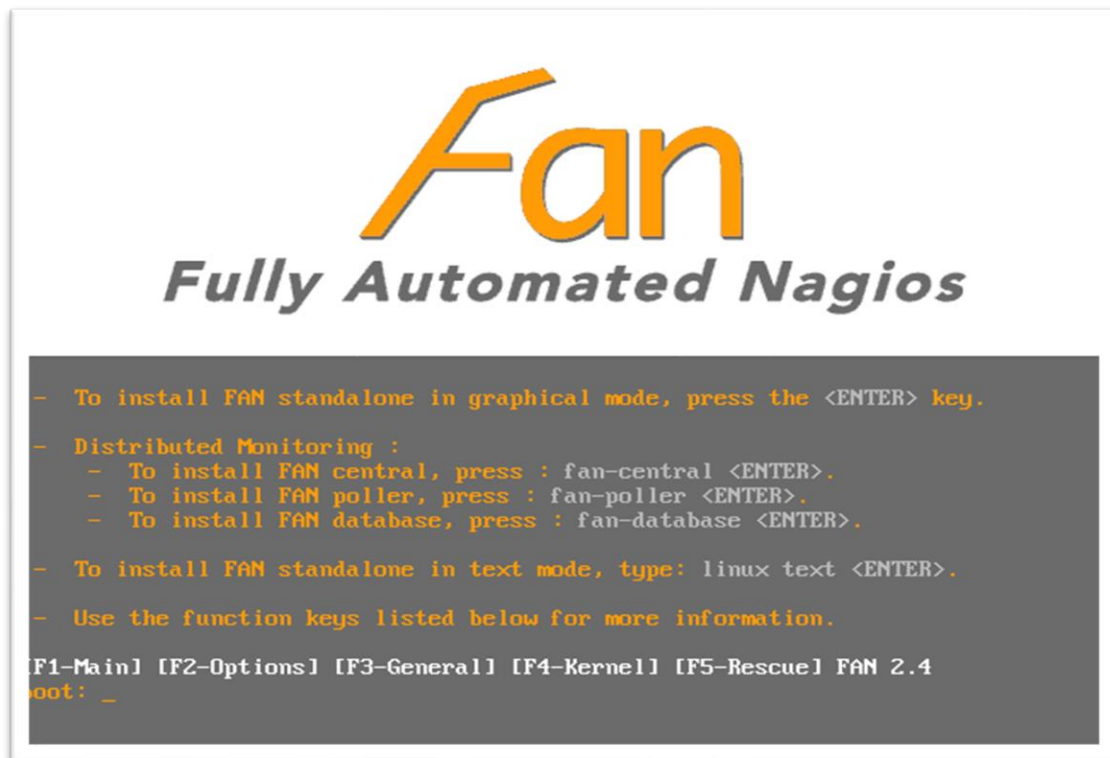 Fan
Fully Automated Nagios
- To install FAN standalone in graphical mode, press the <ENTER> key.
- Distributed Monitoring :
- To install FAN central, press : fan-central <ENTER>.
- To install FAN poller, press : fan-poller <ENTER>.
- To install FAN database, press : fan-database <ENTER>.
- To install FAN standalone in text mode, type: linux text <ENTER>.
- Use the function keys listed below for more information.
[F1-Main] [F2-Options] [F3-General] [F4-Kernel] [F5-Rescue] FAN 2.4
boot: _